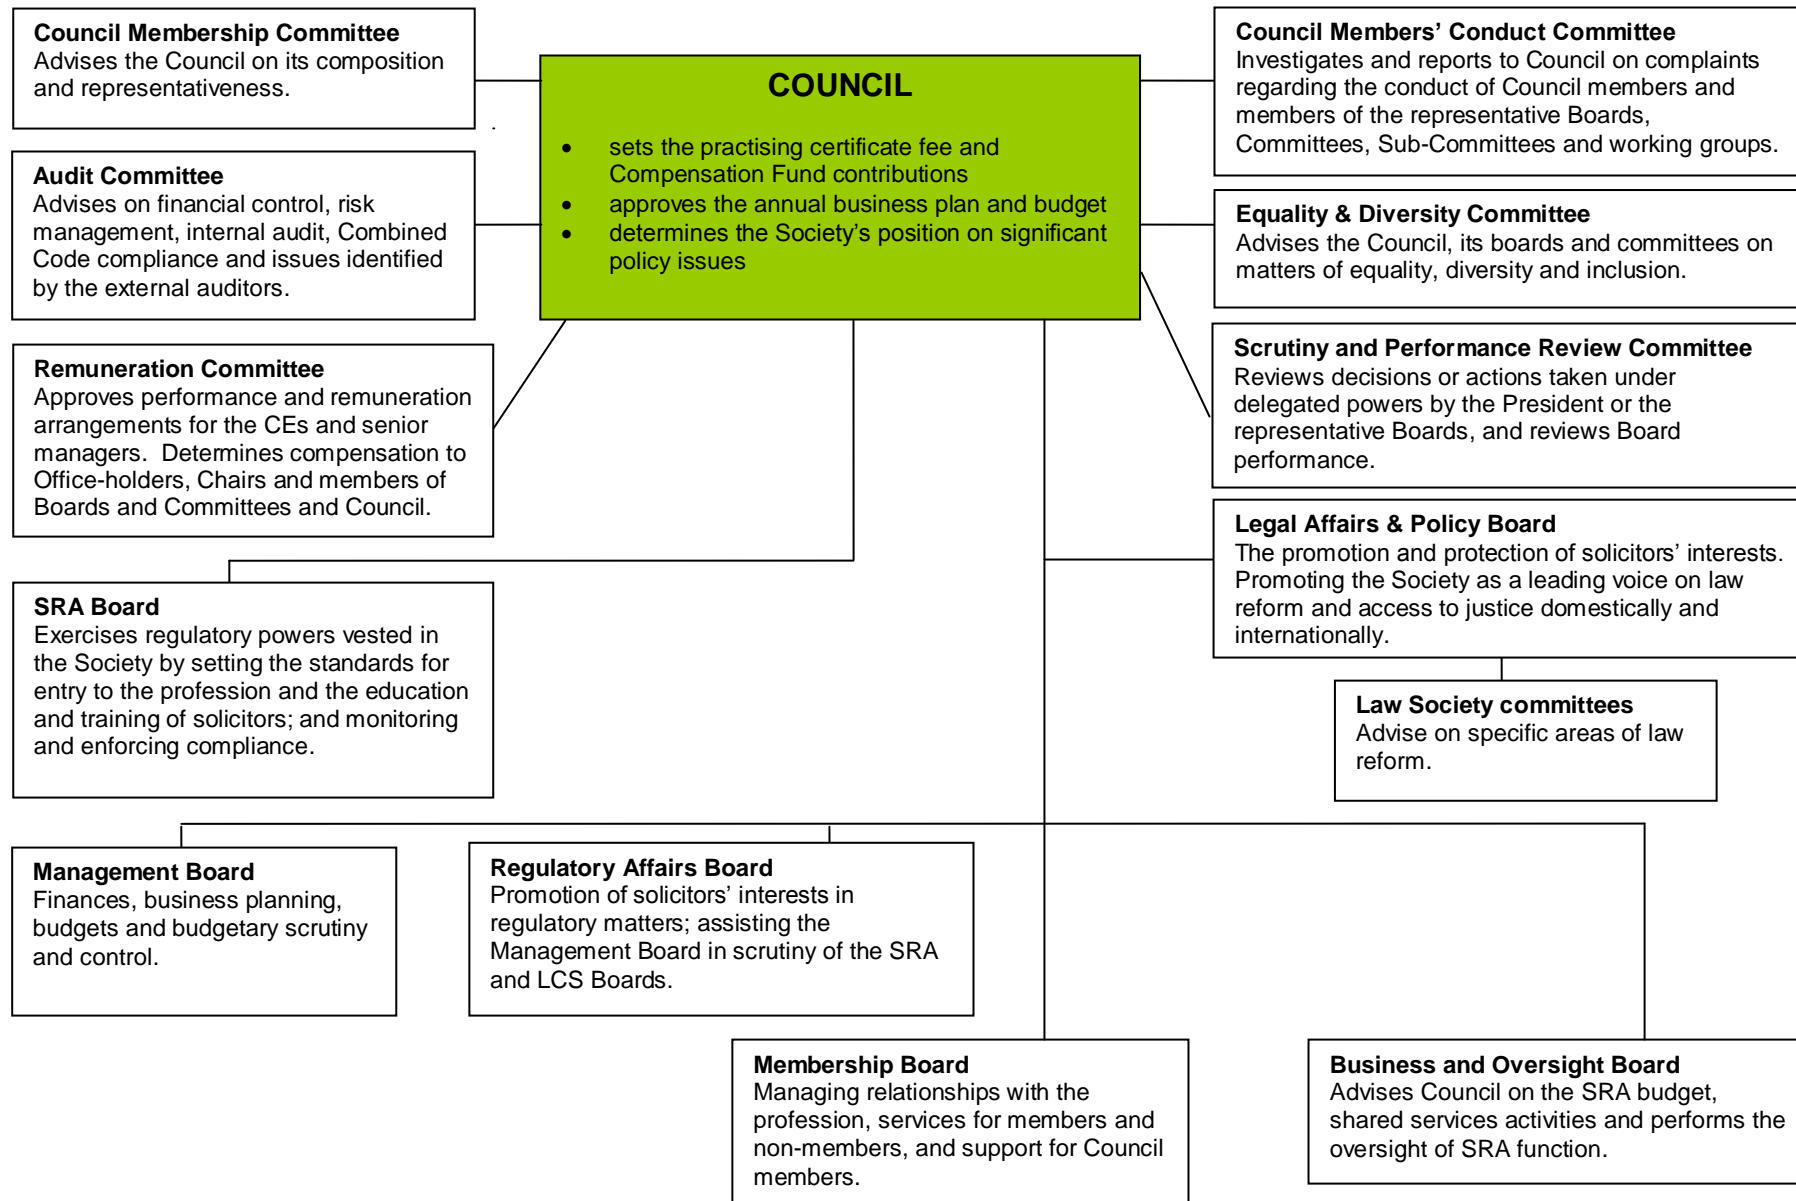 Council Membership Committee
Advises the Council on its composition
and representativeness.
Audit Committee
Advises on financial control, risk
management, internal audit, Combined
Code compliance and issues identified
by the external auditors.
Remuneration Committee
Approves performance and remuneration
arrangements for the CEs and senior
managers.  Determines compensation to
Office-holders, Chairs and members of
Boards and Committees and Council.
COUNCIL
• sets the practising certificate fee and
Compensation Fund contributions
• approves the annual business plan and budget
• determines the Society’s position on significant
policy issues
Council Members’ Conduct Committee
Investigates and reports to Council on complaints
regarding the conduct of Council members and
members of the representative Boards,
Committees, Sub-Committees and working groups.
Equality & Diversity Committee
Advises the Council, its boards and committees on
matters of equality, diversity and inclusion.
Scrutiny and Performance Review Committee
Reviews decisions or actions taken under
delegated powers by the President or the
representative Boards, and reviews Board
performance.
Legal Affairs & Policy Board
The promotion and protection of solicitors’ interests.
Promoting the Society as a leading voice on law
reform and access to justice domestically and
internationally.
Law Society committees
Advise on specific areas of law
reform.
SRA Board
Exercises regulatory powers vested in
the Society by setting the standards for
entry to the profession and the education
and training of solicitors; and monitoring
and enforcing compliance.
Management Board
Finances, business planning,
budgets and budgetary scrutiny
and control.
Regulatory Affairs Board
Promotion of solicitors’ interests in
regulatory matters; assisting the
Management Board in scrutiny of the SRA
and LCS Boards.
Membership Board
Managing relationships with the
profession, services for members and
non-members, and support for Council
members.
Business and Oversight Board
Advises Council on the SRA budget,
shared services activities and performs the
oversight of SRA function.